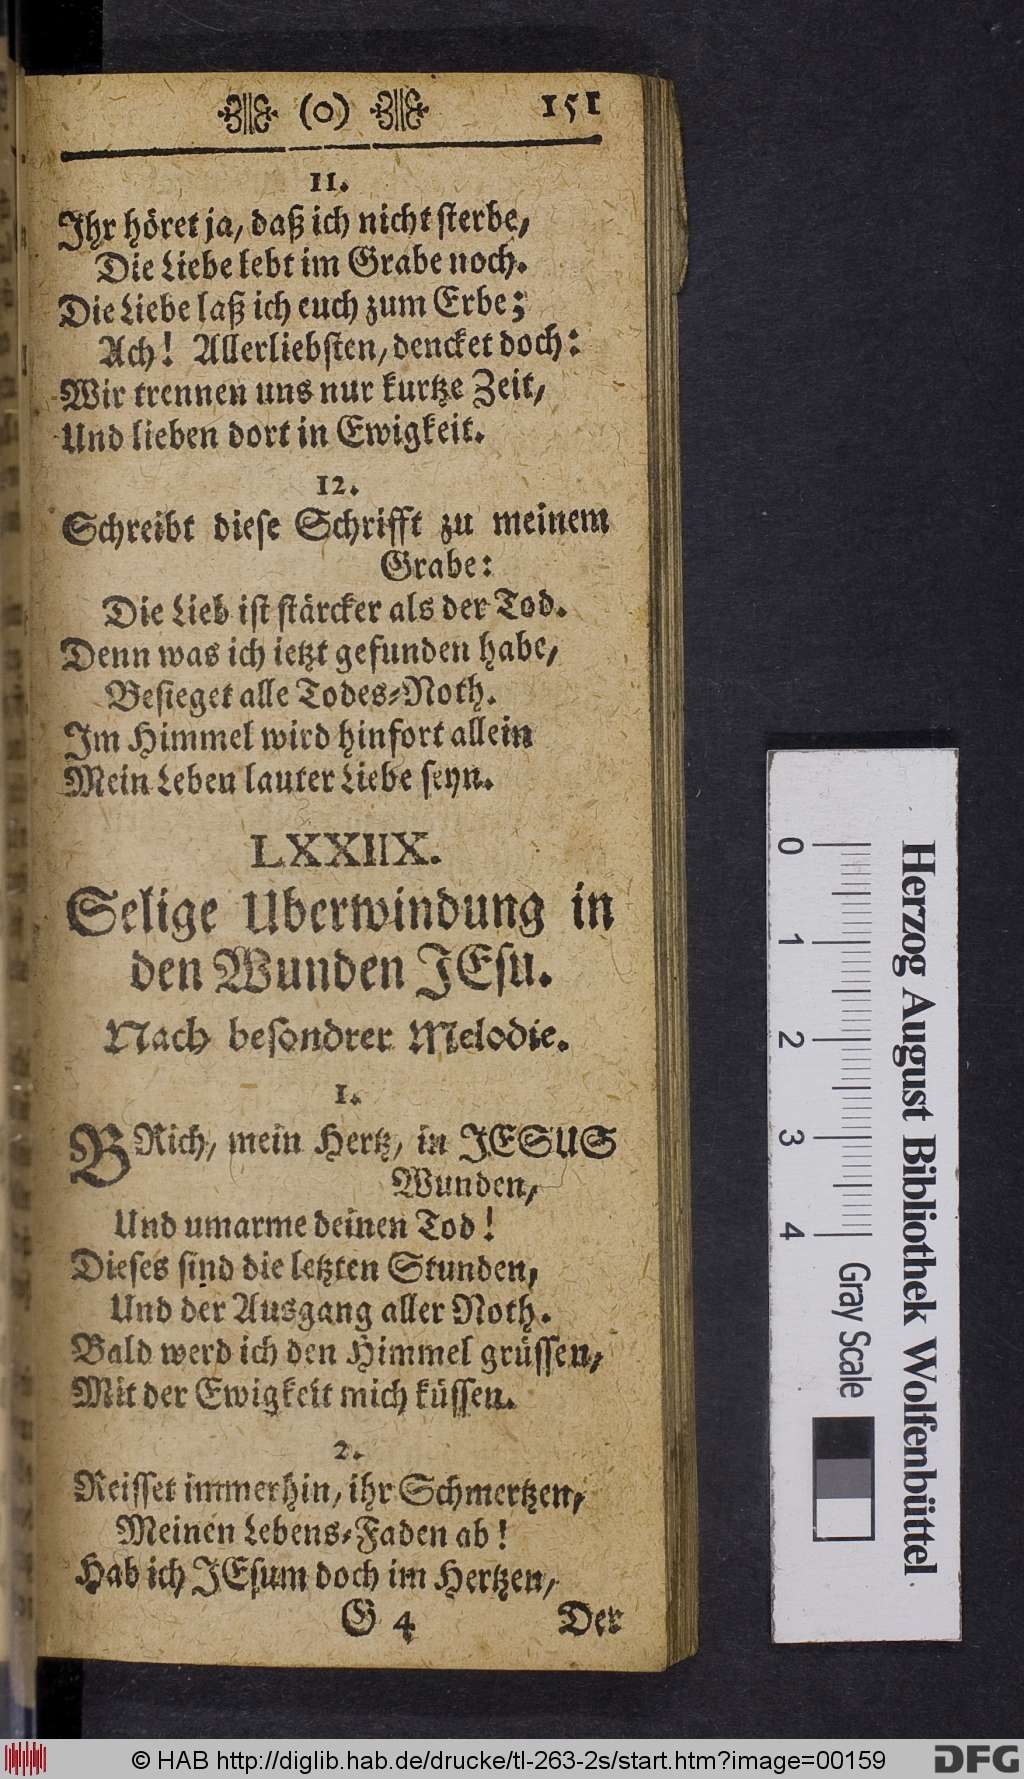 (o) 151
11.
Ihr höret ja, daß ich nicht sterbe,
Die Liebe lebt im Grabe noch.
Die Liebe laß ich euch zum Erbe;
Ach! Allerliebsten, dencket doch:
Wir trennen uns nur kurtze Zeit,
Und lieben dort in Ewigkeit.
12.
Schreibt diese Schrifft zu meinem
Grabe:
Die Lieb ist stärcker als der Tod.
Denn was ich ietzt gefunden habe,
Besieget alle Todes-Noth.
Im Himmel wird hinfort allein
Mein Leben lauter Liebe seyn.
LXXIIX.
Selige Uberwindung in
den Wunden JEsu.
Nach besondrer Melodie.
1.
BRich, mein Hertz, in JESUS
Wunden,
Und umarme deinen Tod!
Dieses sind die letzten Stunden,
Und der Ausgang aller Noth.
Bald werd ich den Himmel grüssen,
Mit der Ewigkeit mich küssen.
2.
Reisset immerhin, ihr Schmertzen,
Meinen Lebens-Faden ab!
Hab ich JEsum doch im Hertzen,
G 4 Der
Herzog August Bibliothek Wolfenbüttel
0 1 2 3 4 Gray Scale
© HAB http://diglib.hab.de/drucke/tl-263-2s/start.htm?image=00159 DFG